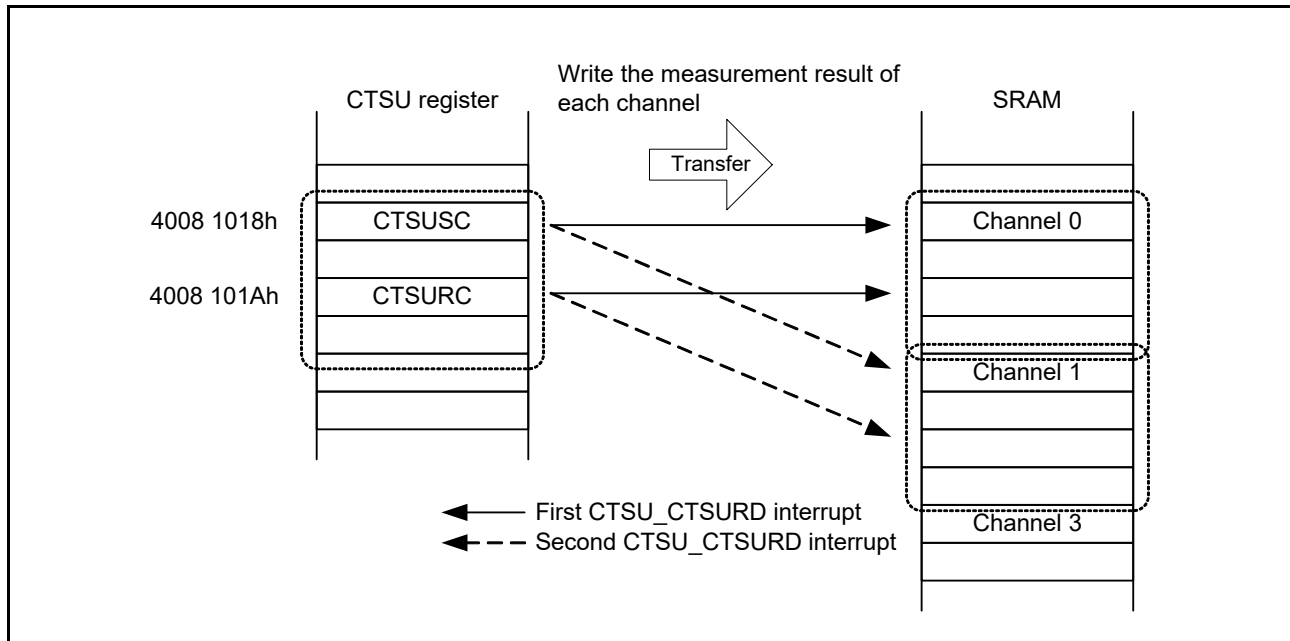 Write the measurement result of
each channel
CTSU register
SRAM
Transfer
4008 1018h
CTSUSC
Channel 0
4008 101Ah
CTSURC
Channel 1
First CTSU_CTSURD interrupt
Second CTSU_CTSURD interrupt
Channel 3